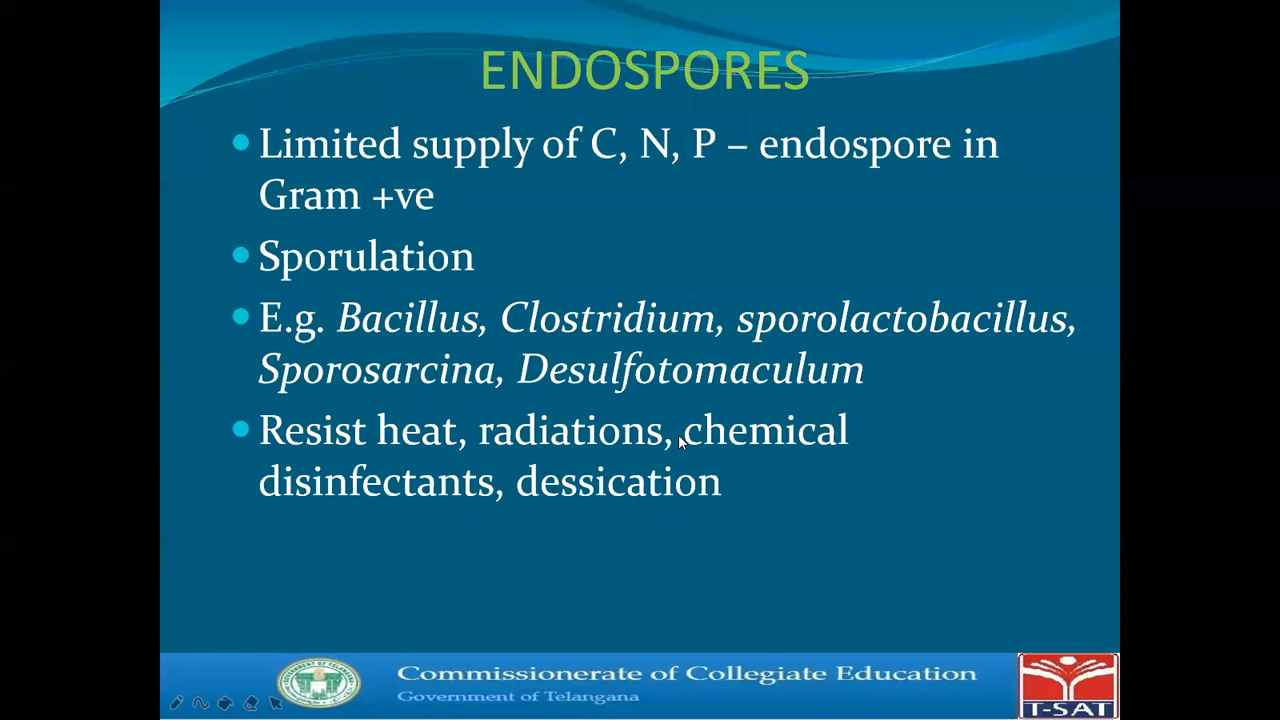 ENDOSPORES
Limited supply of C, N, P – endospore in
Gram +ve
Sporulation
E.g. Bacillus, Clostridium, sporolactobacillus,
Sporosarcina, Desulfotomaculum
Resist heat, radiations, chemical
disinfectants, dessication
Commissionerate of Collegiate Education
Government of Telangana
T-SAT